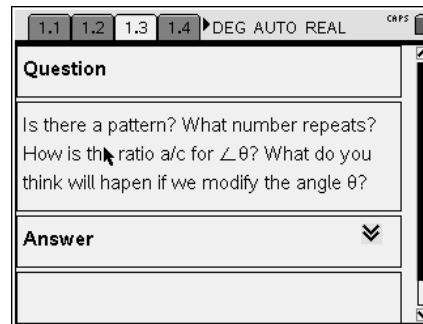 1.1 1.2 1.3 1.4 DEG AUTO REAL CAPS
Question
Is there a pattern? What number repeats?
How is the ratio a/c for ∠θ? What do you
think will hapen if we modify the angle θ?
Answer